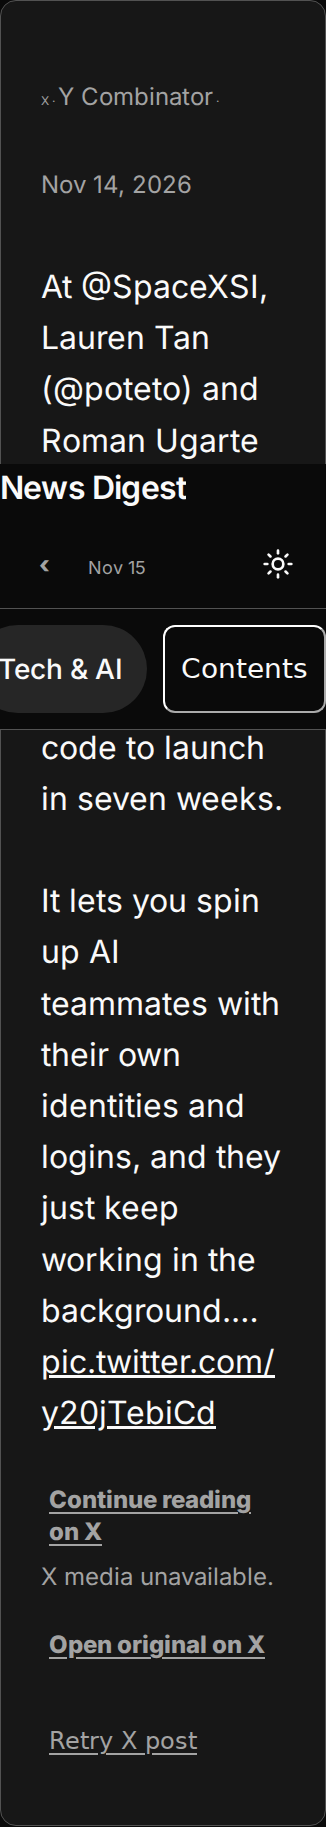 X · Y Combinator ·
Nov 14, 2026
At @SpaceXSI,
Lauren Tan
(@poteto) and
Roman Ugarte
News Digest
‹ Nov 15
Tech & AI Contents
code to launch
in seven weeks.
It lets you spin
up AI
teammates with
their own
identities and
logins, and they
just keep
working in the
background....
pic.twitter.com/
y20jTebiCd
Continue reading
on X
X media unavailable.
Open original on X
Retry X post